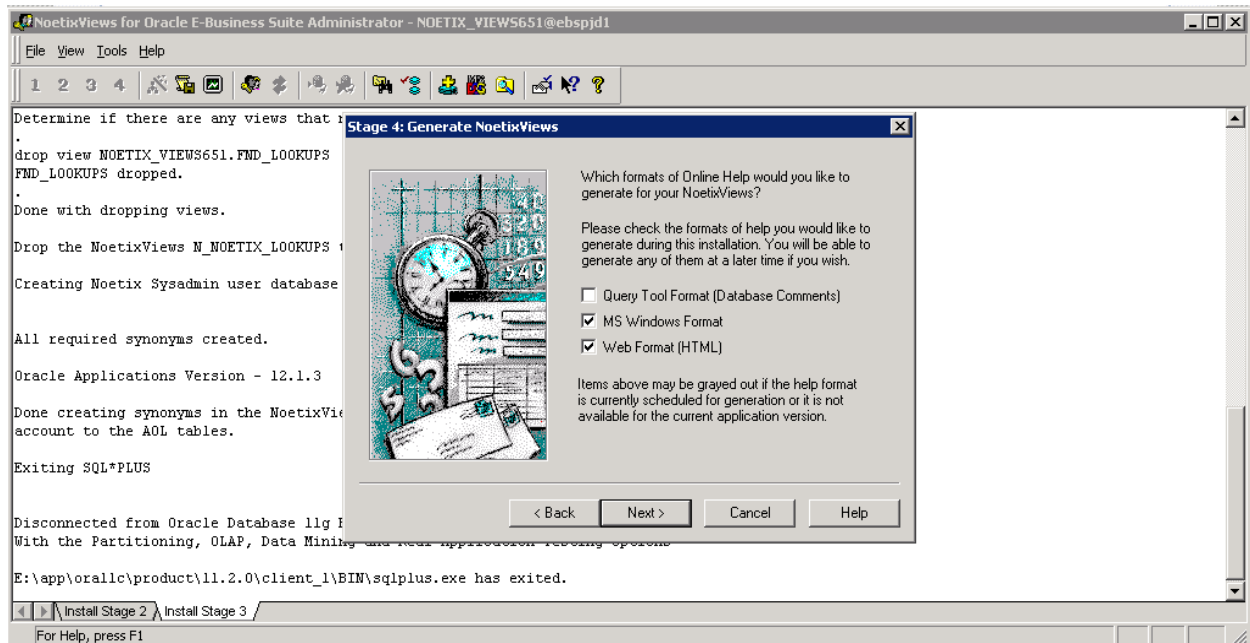 NoetixViews for Oracle E-Business Suite Administrator - NOETIX_VIEWS651@ebspjd1
File View Tools Help
1 2 3 4
Determine if there are any views that
.
drop view NOETIX_VIEWS651.FND_LOOKUPS
FND_LOOKUPS dropped.
.
Done with dropping views.
Drop the NoetixViews N_NOETIX_LOOKUPS
Creating Noetix Sysadmin user database
All required synonyms created.
Oracle Applications Version - 12.1.3
Done creating synonyms in the NoetixVie
account to the AOL tables.
Exiting SQL*PLUS
Disconnected from Oracle Database 11g
With the Partitioning, OLAP, Data Mining and Real Application Testing options
E:\app\orallc\product\11.2.0\client_1\BIN\sqlplus.exe has exited.
Stage 4: Generate NoetixViews
Which formats of Online Help would you like to
generate for your NoetixViews?
Please check the formats of help you would like to
generate during this installation. You will be able to
generate any of them at a later time if you wish.
Query Tool Format (Database Comments)
MS Windows Format
Web Format (HTML)
Items above may be grayed out if the help format
is currently scheduled for generation or it is not
available for the current application version.
< Back Next > Cancel Help
Install Stage 2 Install Stage 3
For Help, press F1